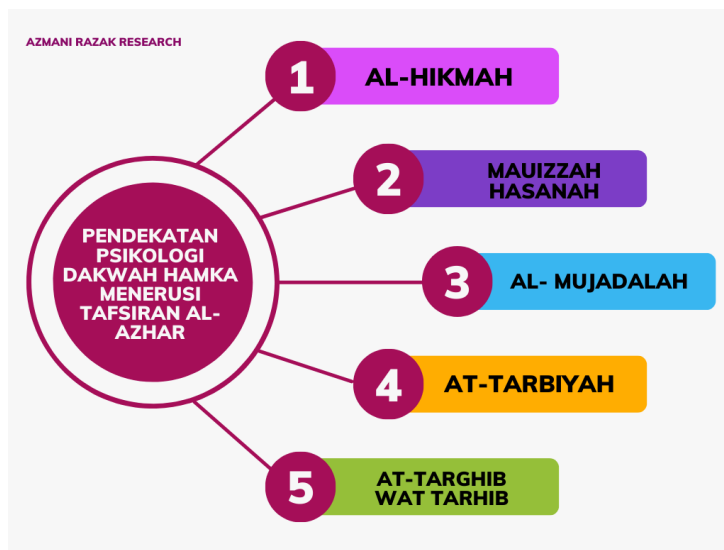 AZMANI RAZAK RESEARCH
PENDEKATAN
PSIKOLOGI
DAKWAH HAMKA
MENERUSI
TAFSIRAN AL-
AZHAR
1
AL-HIKMAH
2
MAUIZZAH
HASANAH
3
AL- MUJADALAH
4
AT-TARBIYAH
5
AT-TARGHIB
WAT TARHIB